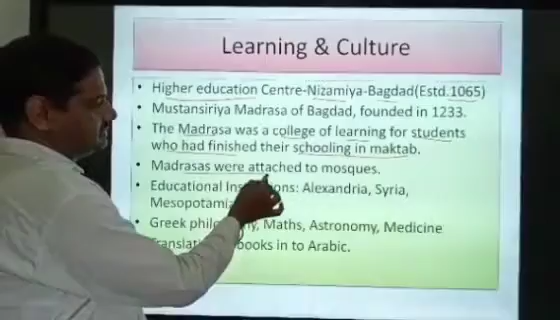 Learning & Culture
• Higher education Centre-Nizamiya-Bagdad(Estd.1065)
• Mustansiriya Madrasa of Bagdad, founded in 1233.
• The Madrasa was a college of learning for students
who had finished their schooling in maktab.
• Madrasas were attached to mosques.
• Educational : Alexandria, Syria,
• Greek Maths, Astronomy, Medicine
books in to Arabic.